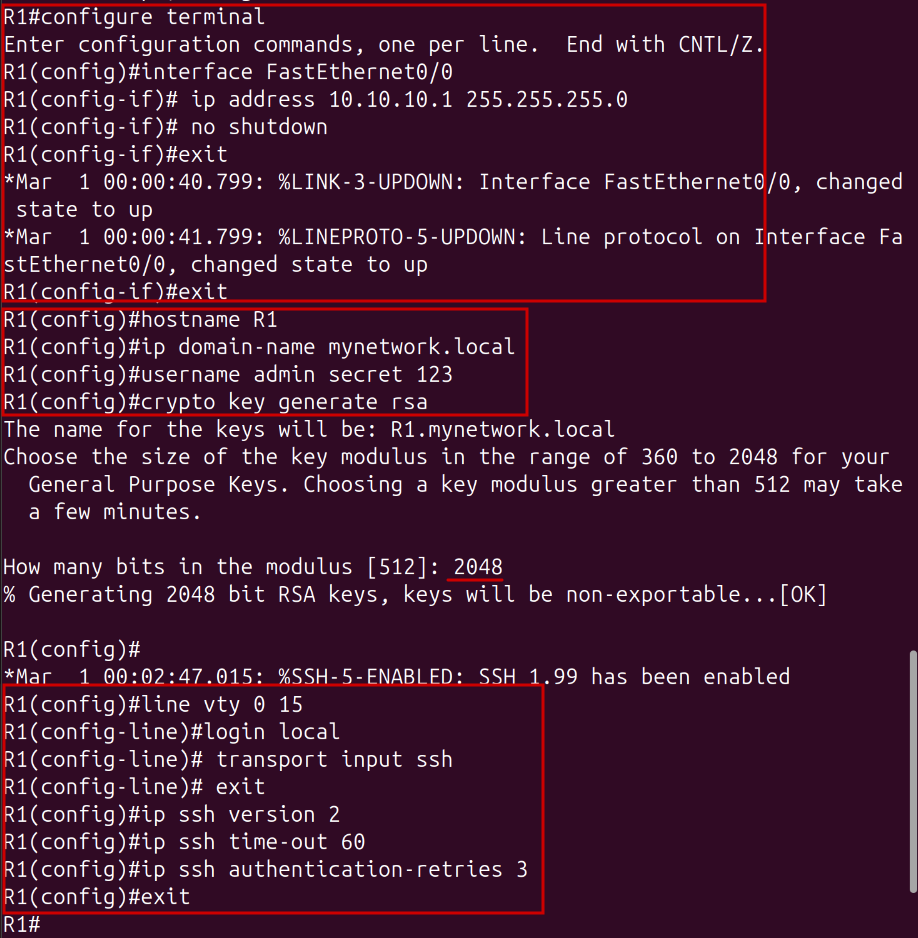 R1#configure terminal
Enter configuration commands, one per line.  End with CNTL/Z.
R1(config)#interface FastEthernet0/0
R1(config-if)# ip address 10.10.10.1 255.255.255.0
R1(config-if)# no shutdown
R1(config-if)#exit
*Mar  1 00:00:40.799: %LINK-3-UPDOWN: Interface FastEthernet0/0, changed
 state to up
*Mar  1 00:00:41.799: %LINEPROTO-5-UPDOWN: Line protocol on Interface Fa
stEthernet0/0, changed state to up
R1(config-if)#exit
R1(config)#hostname R1
R1(config)#ip domain-name mynetwork.local
R1(config)#username admin secret 123
R1(config)#crypto key generate rsa
The name for the keys will be: R1.mynetwork.local
Choose the size of the key modulus in the range of 360 to 2048 for your
  General Purpose Keys. Choosing a key modulus greater than 512 may take
  a few minutes.

How many bits in the modulus [512]: 2048
% Generating 2048 bit RSA keys, keys will be non-exportable...[OK]

R1(config)#
*Mar  1 00:02:47.015: %SSH-5-ENABLED: SSH 1.99 has been enabled
R1(config)#line vty 0 15
R1(config-line)#login local
R1(config-line)# transport input ssh
R1(config-line)# exit
R1(config)#ip ssh version 2
R1(config)#ip ssh time-out 60
R1(config)#ip ssh authentication-retries 3
R1(config)#exit
R1#